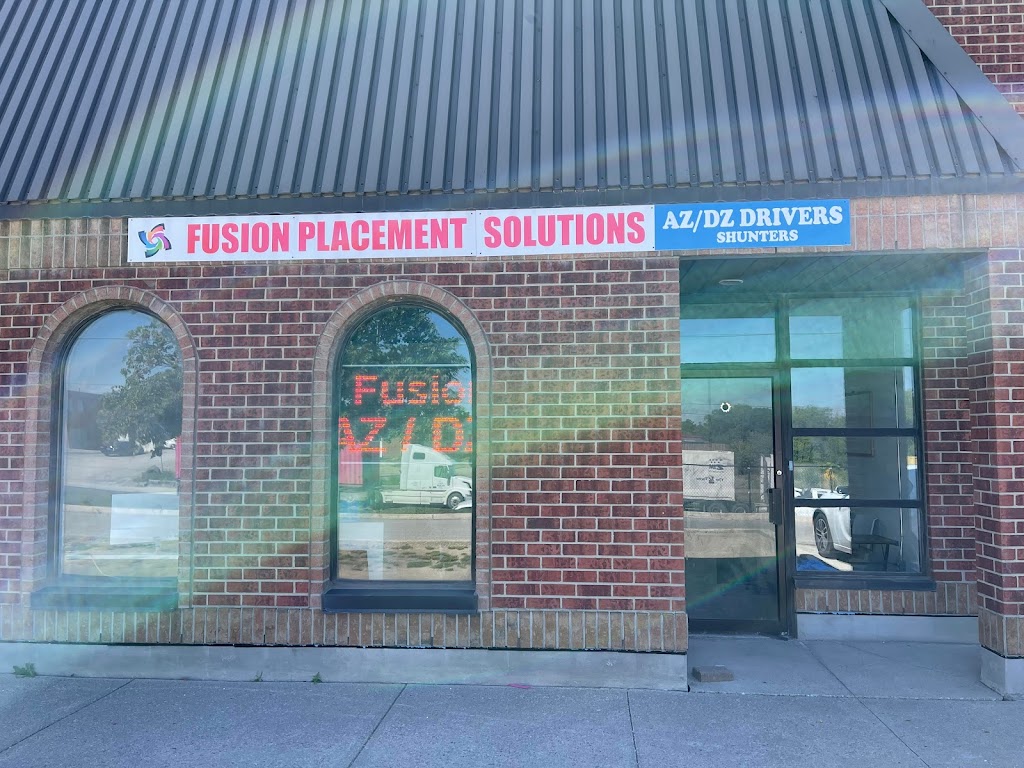 FUSION PLACEMENT SOLUTIONS
AZ/DZ DRIVERS
SHUNTERS
Fusio
AZ / DZ